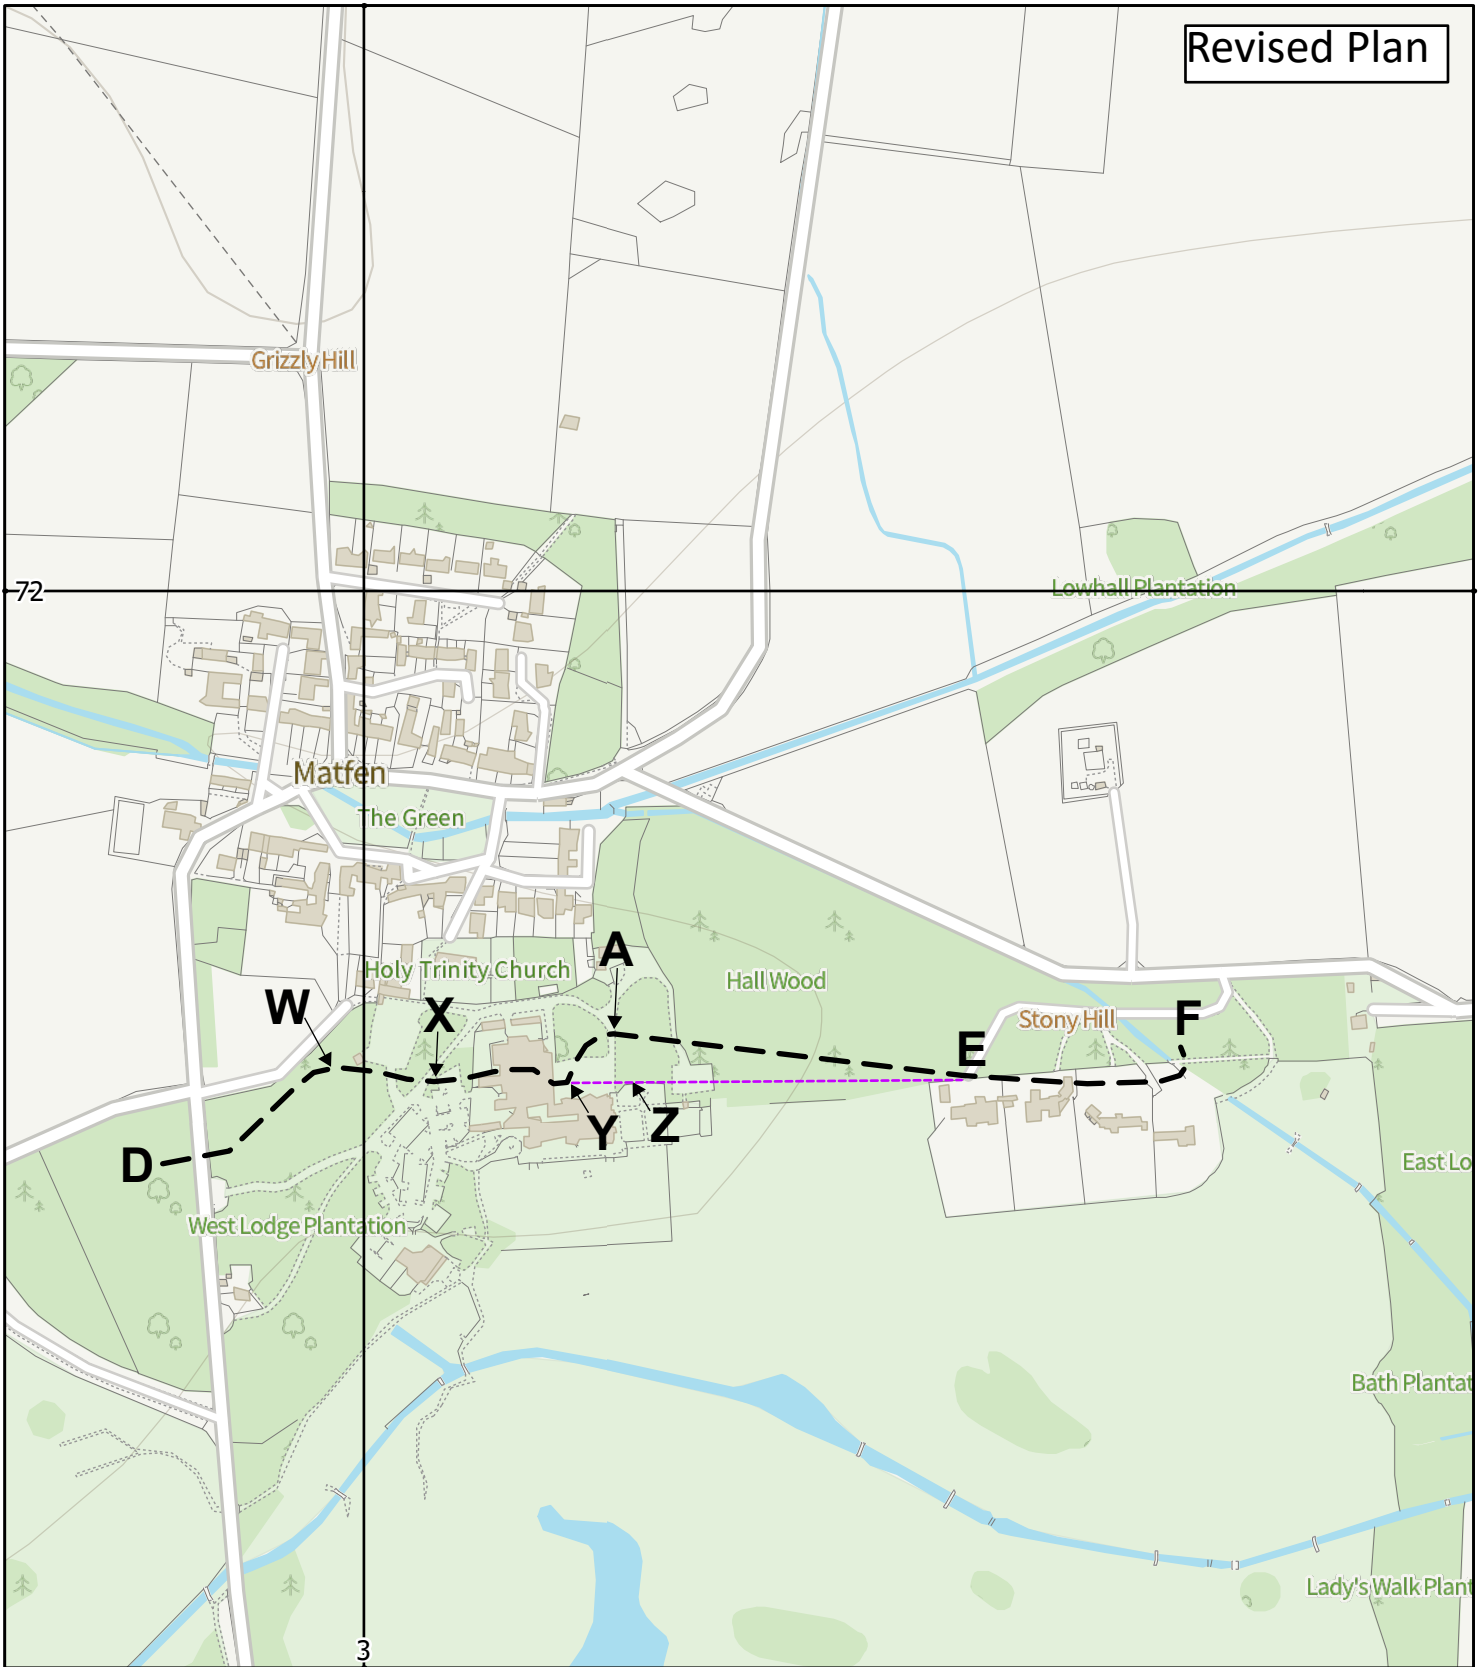 Revised Plan
Grizzly Hill
72
Lowhall Plantation
Matfen
The Green
A
Holy Trinity Church
Hall Wood
W
X
Stony Hill
F
E
Y
Z
D
East Lo
West Lodge Plantation
Bath Plantat
Lady's Walk Plant
3